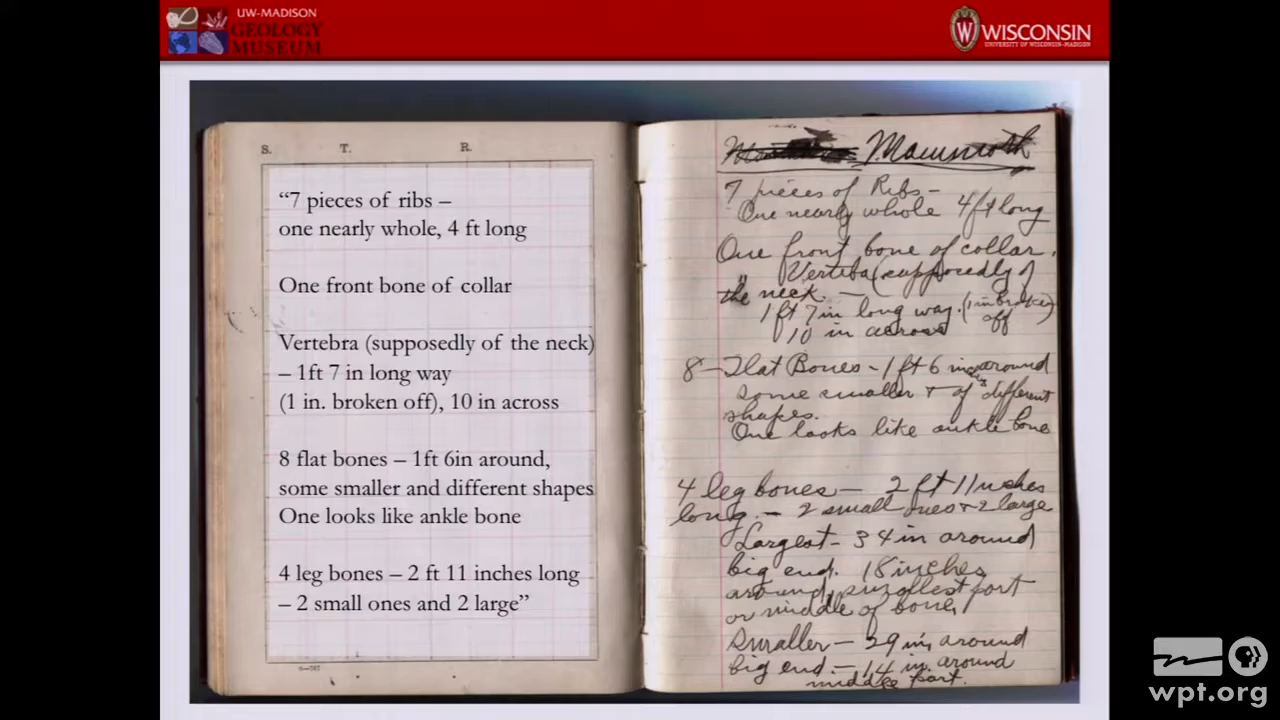 UW-MADISON
GEOLOGY
MUSEUM
W WISCONSIN
UNIVERSITY OF WISCONSIN-MADISON
S. T. R.
“7 pieces of ribs –
one nearly whole, 4 ft long
One front bone of collar
Vertebra (supposedly of the neck)
– 1ft 7 in long way
(1 in. broken off), 10 in across
8 flat bones – 1ft 6in around,
some smaller and different shapes
One looks like ankle bone
4 leg bones – 2 ft 11 inches long
– 2 small ones and 2 large”
Mammoth
7 pieces of Ribs –
One nearly whole 4 ft long
One front bone of collar.
Verteba (supposedly of
the neck. –
1 ft 7 in long way. (1 in broke)
off
10 in across
8 – Flat Bones – 1 ft 6 in around
some smaller + of different
shapes.
One looks like ankle bone
4 leg bones – 2 ft 11 inches
long. – 2 small ones + 2 large
Largest – 34 in around
big end. 18 inches
around smallest part
or middle of bone,
Smaller – 29 in, around
big end. – 14 in. around
middle part.
wpt.org